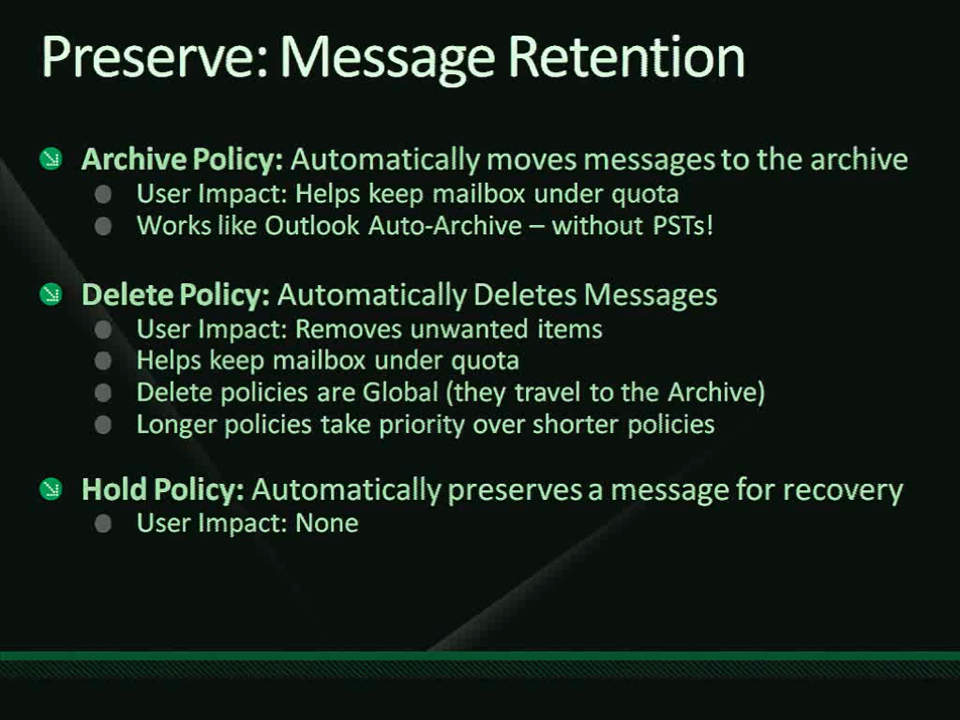 Preserve: Message Retention
Archive Policy: Automatically moves messages to the archive
User Impact: Helps keep mailbox under quota
Works like Outlook Auto-Archive – without PSTs!
Delete Policy: Automatically Deletes Messages
User Impact: Removes unwanted items
Helps keep mailbox under quota
Delete policies are Global (they travel to the Archive)
Longer policies take priority over shorter policies
Hold Policy: Automatically preserves a message for recovery
User Impact: None